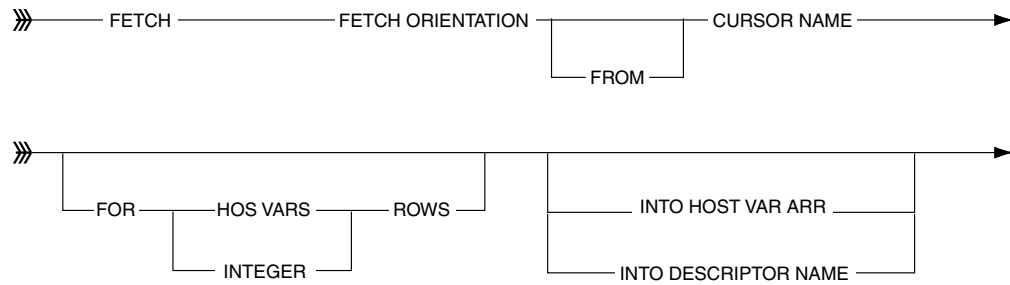 FETCH FETCH ORIENTATION CURSOR NAME
FROM
FOR HOS VARS ROWS INTO HOST VAR ARR
INTEGER INTO DESCRIPTOR NAME